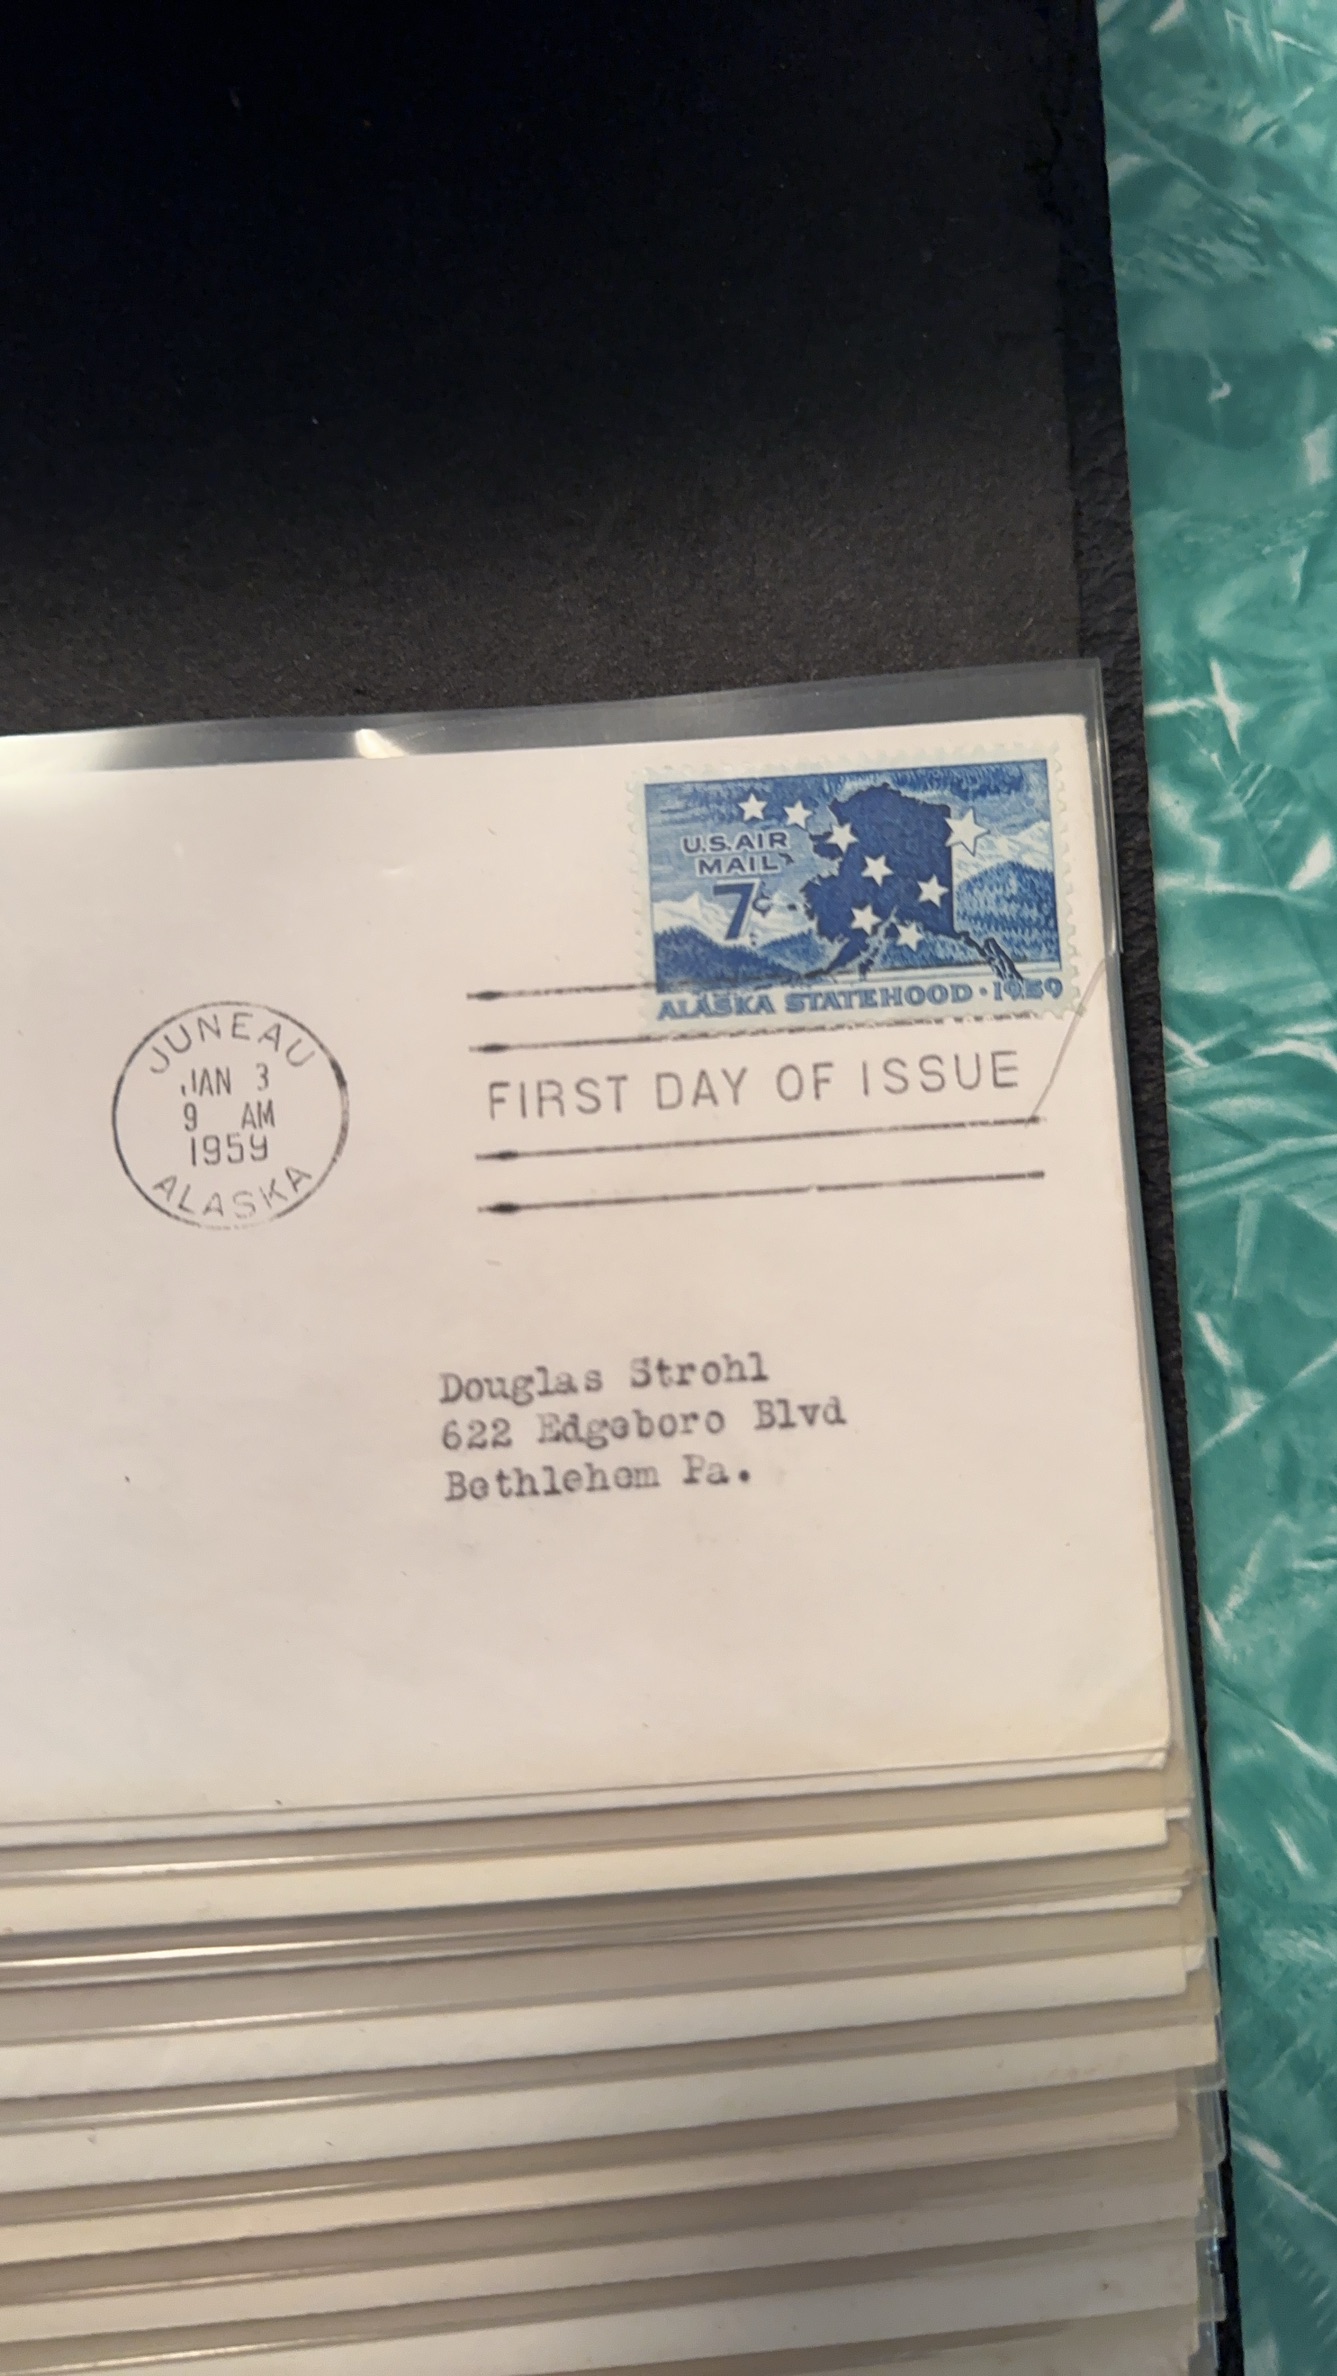 U.S. AIR
MAIL
7¢
ALASKA STATEHOOD · 1959
JUNEAU
JAN 3
9 AM
1959
ALASKA
FIRST DAY OF ISSUE
Douglas Strohl
622 Edgeboro Blvd
Bethlehem Pa.